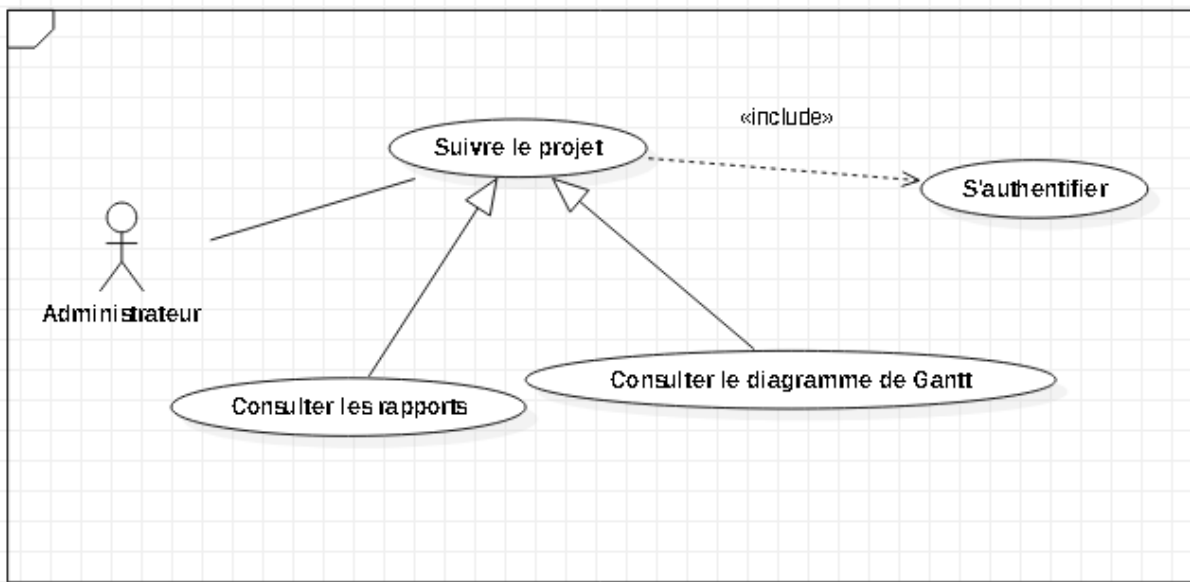 «include»
Suivre le projet
S'authentifier
Administrateur
Consulter le diagramme de Gantt
Consulter les rapports